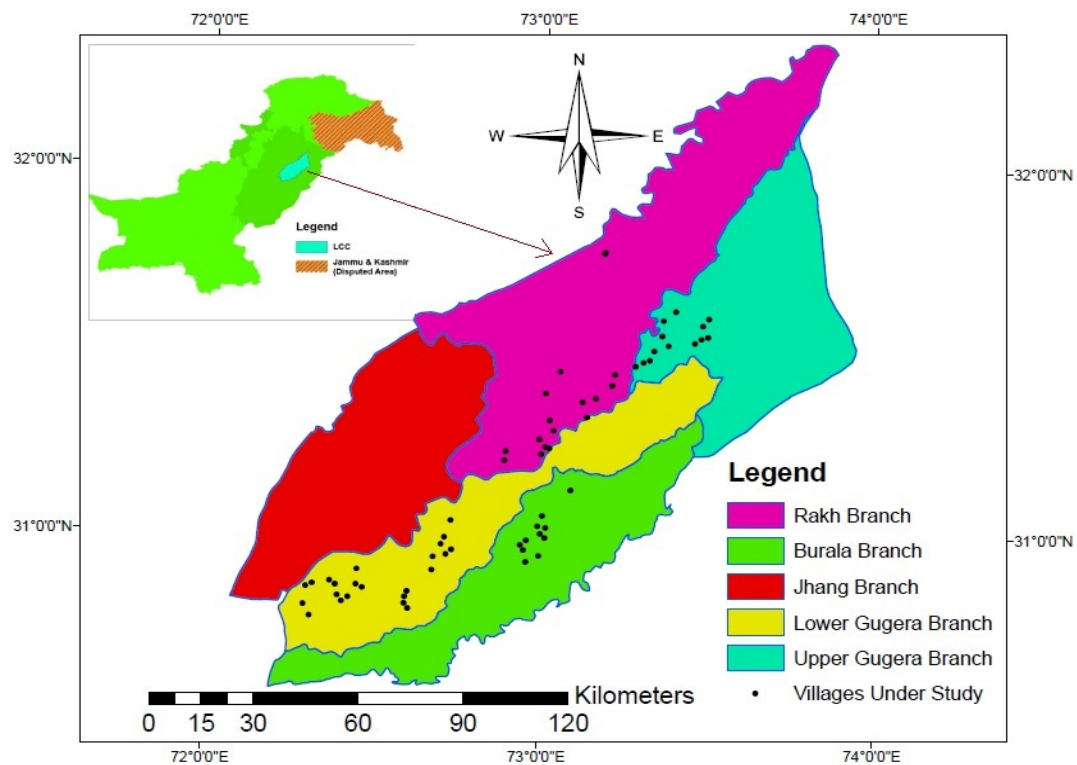 72°0'0"E 73°0'0"E 74°0'0"E
N
W E
S
32°0'0"N 32°0'0"N
Legend
LCC
Jammu & Kashmir
(Disputed Area)
31°0'0"N 31°0'0"N
Legend
Rakh Branch
Burala Branch
Jhang Branch
Lower Gugera Branch
Upper Gugera Branch
Villages Under Study
Kilometers
0 15 30 60 90 120
72°0'0"E 73°0'0"E 74°0'0"E